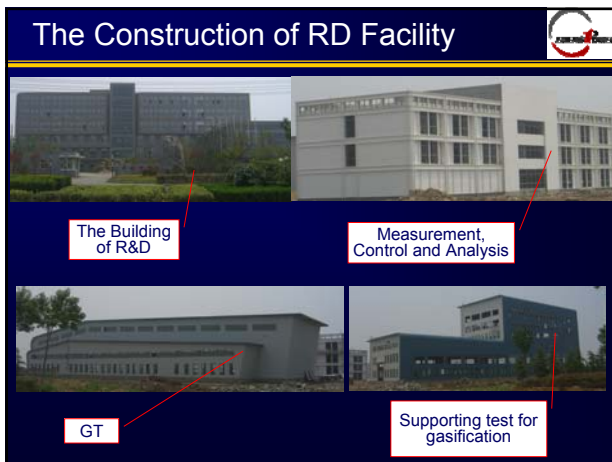 The Construction of RD Facility
The Building
of R&D
Measurement,
Control and Analysis
GT
Supporting test for
gasification